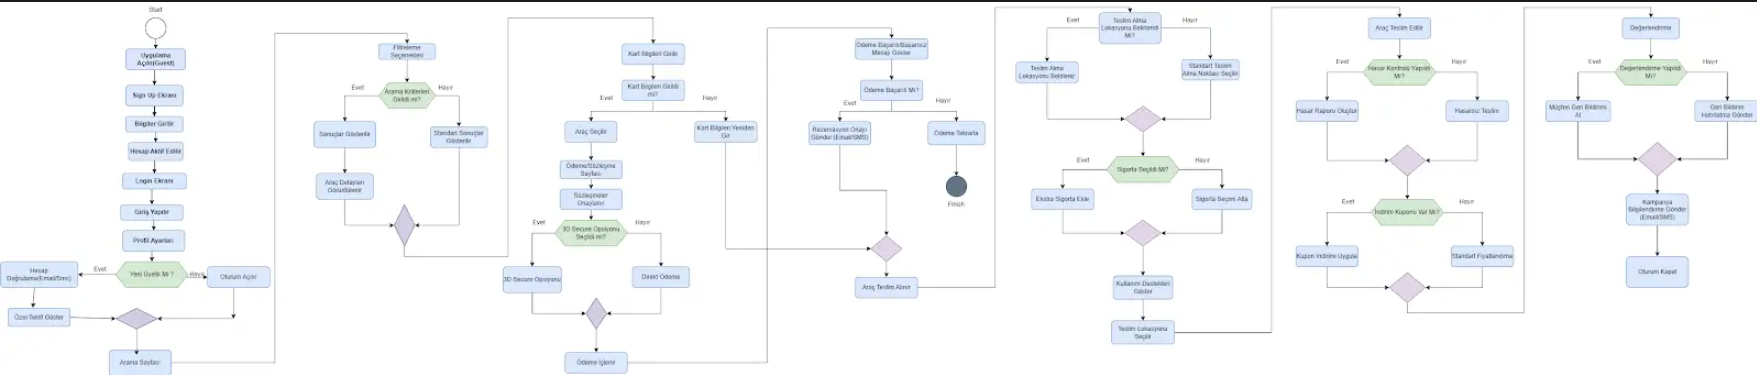 Start
Uygulama
Açılır(Guest)
Sign Up Ekranı
Bilgiler Girilir
Hesap Aktif Edilir
Login Ekranı
Giriş Yapılır
Profil Ayarları
Yeni Üyelik Mi ?
Evet
Hayır
Hesap
Doğrulama(Email/Sms)
Oturum Açılır
Özel Teklif Göster
Arama Sayfası
Filtreleme
Seçenekleri
Arama Kriterleri
Girildi mi?
Evet
Hayır
Sonuçlar Gösterilir
Standart Sonuçlar
Gösterilir
Araç Detayları
Görüntülenir
Kart Bilgileri Girilir
Kart Bilgileri Girildi
mi?
Evet
Hayır
Araç Seçilir
Kart Bilgileri Yeniden
Gir
Ödeme/Sözleşme
Sayfası
Sözleşmeler
Onaylanır
3D Secure Opsiyonu
Seçildi mi?
Evet
Hayır
3D Secure Opsiyonu
Direkt Ödeme
Ödeme İşlenir
Ödeme Başarılı/Başarısız
Mesajı Göster
Ödeme Başarılı Mı?
Evet
Hayır
Rezervasyon Onayı
Gönder (Email/SMS)
Ödeme Tekrarla
Finish
Araç Teslim Alınır
Teslim Alma
Lokasyonu Belirlendi
Mi?
Evet
Hayır
Teslim Alma
Lokasyonu Belirlenir
Standart Teslim
Alma Noktası Seçilir
Sigorta Seçildi Mi?
Evet
Hayır
Ekstra Sigorta Ekle
Sigorta Seçimi Atla
Kullanım Destekleri
Göster
Teslim Lokasyonu
Seçilir
Araç Teslim Edilir
Hasar Kontrolü Yapıldı
Mı?
Evet
Hayır
Hasar Raporu Oluştur
Hasarsız Teslim
İndirim Kuponu Var Mı?
Evet
Hayır
Kupon İndirimi Uygula
Standart Fiyatlandırma
Değerlendirme
Değerlendirme Yapıldı
Mı?
Evet
Hayır
Müşteri Geri Bildirimi
Al
Geri Bildirim
Hatırlatma Gönder
Kampanya
Bilgilendirme Gönder
(Email/SMS)
Oturum Kapat